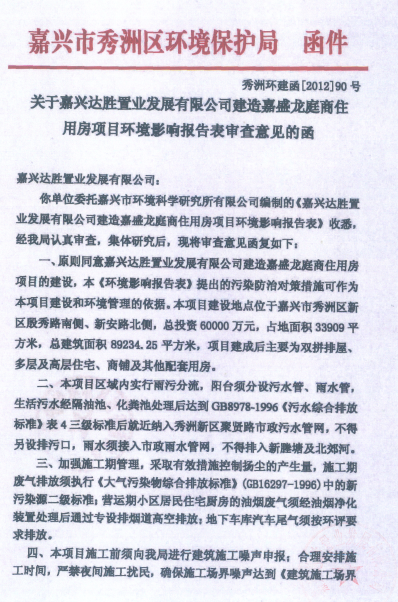 嘉兴市秀洲区环境保护局 函件
秀洲环建函[2012]90 号
关于嘉兴达胜置业发展有限公司建造嘉盛龙庭商住
用房项目环境影响报告表审查意见的函
嘉兴达胜置业发展有限公司：
你单位委托嘉兴市环境科学研究所有限公司编制的《嘉兴达胜置
业发展有限公司建造嘉盛龙庭商住用房项目环境影响报告表》收悉，
经我局认真审查，集体研究后，现将审查意见函复如下：
一、原则同意嘉兴达胜置业发展有限公司建造嘉盛龙庭商住用房
项目的建设，本《环境影响报告表》提出的污染防治对策措施可作为
本项目建设和环境管理的依据。本项目建设地点位于嘉兴市秀洲区新
区殷秀路南侧、新安路北侧，总投资 60000 万元，占地面积 33909 平
方米，总建筑面积 89234.25 平方米，项目建成后主要为双拼排屋、
多层及高层住宅、商铺及其他配套用房。
二、本项目区域内实行雨污分流，阳台须分设污水管、雨水管，
生活污水经隔油池、化粪池处理后达到 GB8978-1996《污水综合排放
标准》表 4 三级标准后就近纳入秀洲新区聚贤路市政污水管网，不得
另设排污口，雨水须接入市政雨水管网，不得排入新塍塘及北郊河。
三、加强施工期管理，采取有效措施控制扬尘的产生量，施工期
废气排放须执行《大气污染物综合排放标准》(GB16297-1996)中的新
污染源二级标准；营运期小区居民住宅厨房的油烟废气须经油烟净化
装置处理后通过专设排烟道高空排放；地下车库汽车尾气须按环评要
求排放。
四、本项目施工前须向我局进行建筑施工噪声申报；合理安排施
工时间，严禁夜间施工扰民，确保施工场界噪声达到《建筑施工场界